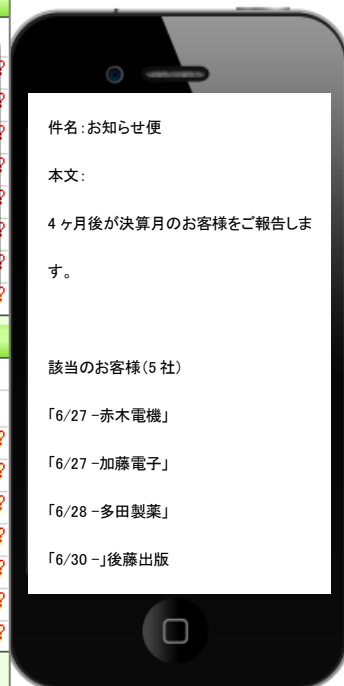 件名：お知らせ便
本文：
4ヶ月後が決算月のお客様をご報告しま
す。
該当のお客様（5社）
「6/27－赤木電機」
「6/27－加藤電子」
「6/28－多田製薬」
「6/30－」後藤出版